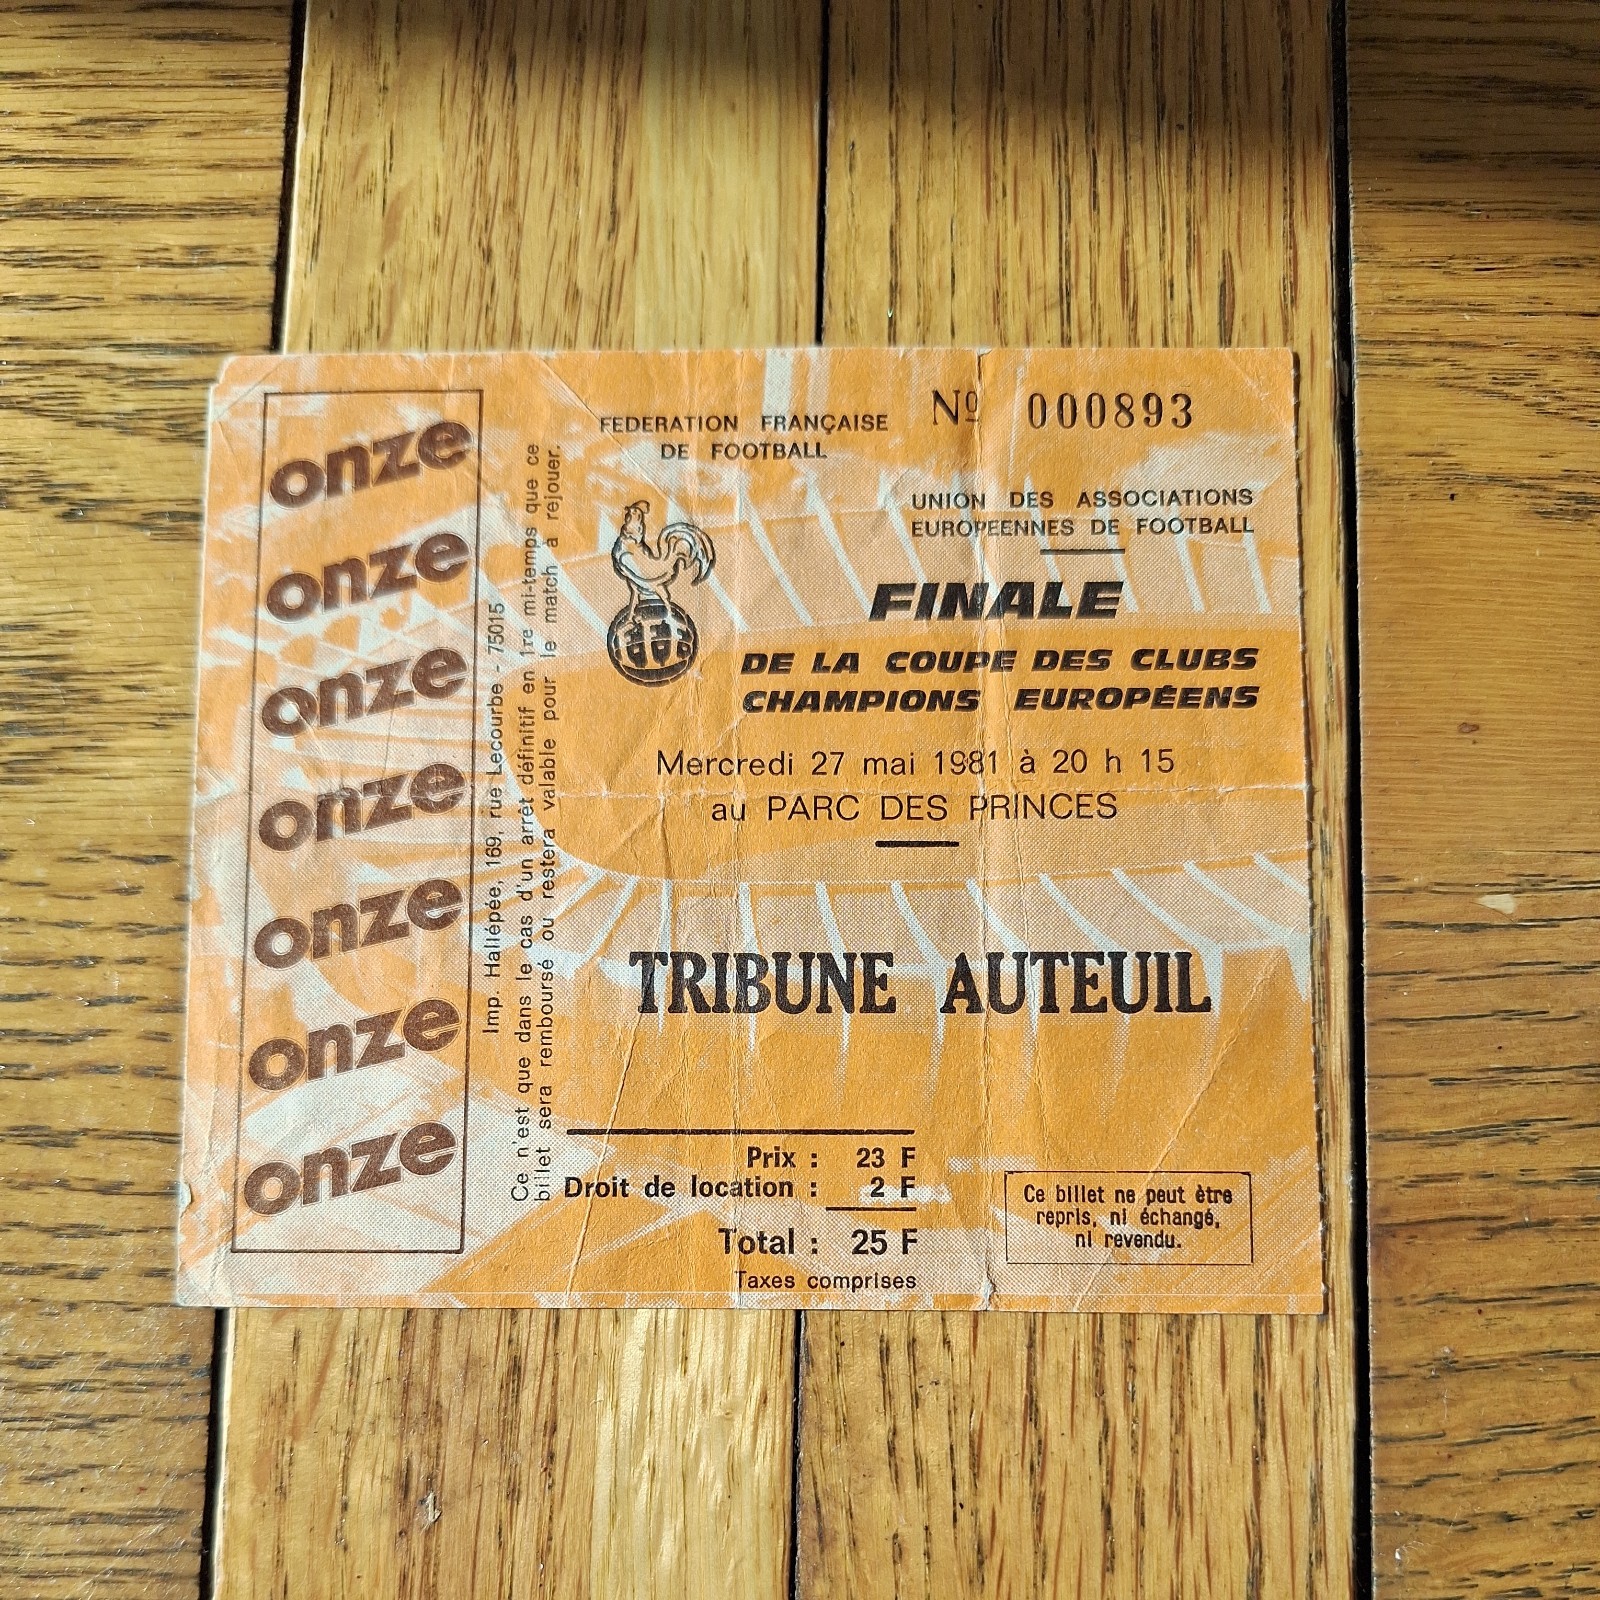 onze
onze
onze
onze
onze
onze
onze
Imp. Hallépée, 169, rue Lecourbe - 75015
Ce n'est que dans le cas d'un arrêt définitif en 1re mi-temps que ce
billet sera remboursé ou restera valable pour le match à rejouer.
FEDERATION FRANÇAISE
DE FOOTBALL
Nº 000893
UNION DES ASSOCIATIONS
EUROPEENNES DE FOOTBALL
FFF
FINALE
DE LA COUPE DES CLUBS
CHAMPIONS EUROPÉENS
Mercredi 27 mai 1981 à 20 h 15
au PARC DES PRINCES
TRIBUNE AUTEUIL
Prix : 23 F
Droit de location : 2 F
Total : 25 F
Taxes comprises
Ce billet ne peut être
repris, ni échangé,
ni revendu.